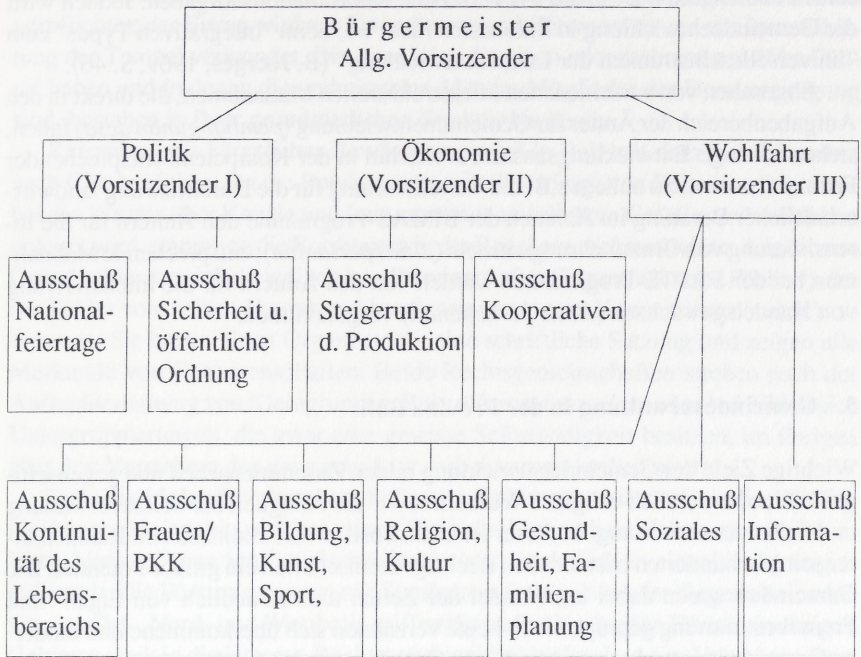 Bürgermeister
Allg. Vorsitzender
Politik
(Vorsitzender I)
Ökonomie
(Vorsitzender II)
Wohlfahrt
(Vorsitzender III)
Ausschuß
National-
feiertage
Ausschuß
Sicherheit u.
öffentliche
Ordnung
Ausschuß
Steigerung
d. Produktion
Ausschuß
Kooperativen
Ausschuß
Kontinui-
tät des
Lebens-
bereichs
Ausschuß
Frauen/
PKK
Ausschuß
Bildung,
Kunst,
Sport,
Ausschuß
Religion,
Kultur
Ausschuß
Gesund-
heit, Fa-
milien-
planung
Ausschuß
Soziales
Ausschuß
Informa-
tion